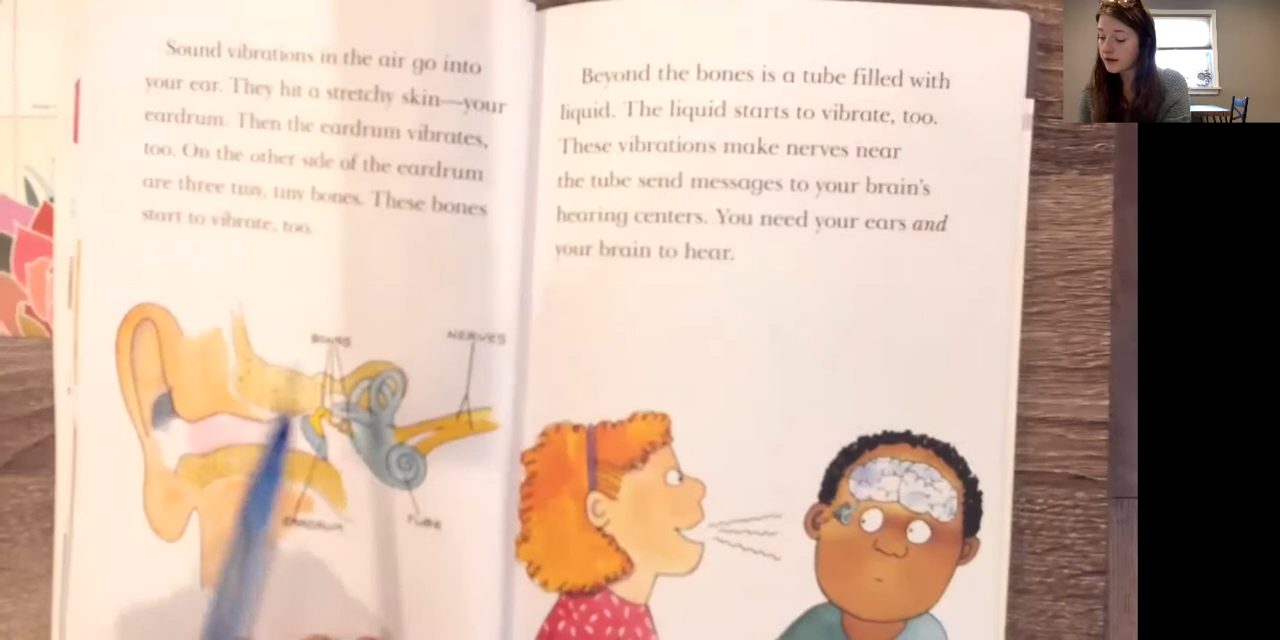 Sound vibrations in the air go into
your ear. They hit a stretchy skin—your
eardrum. Then the eardrum vibrates,
too. On the other side of the eardrum
are three tiny, tiny bones. These bones
start to vibrate, too.
BONES
NERVES
EARDRUM
TUBE
Beyond the bones is a tube filled with
liquid. The liquid starts to vibrate, too.
These vibrations make nerves near
the tube send messages to your brain's
hearing centers. You need your ears and
your brain to hear.